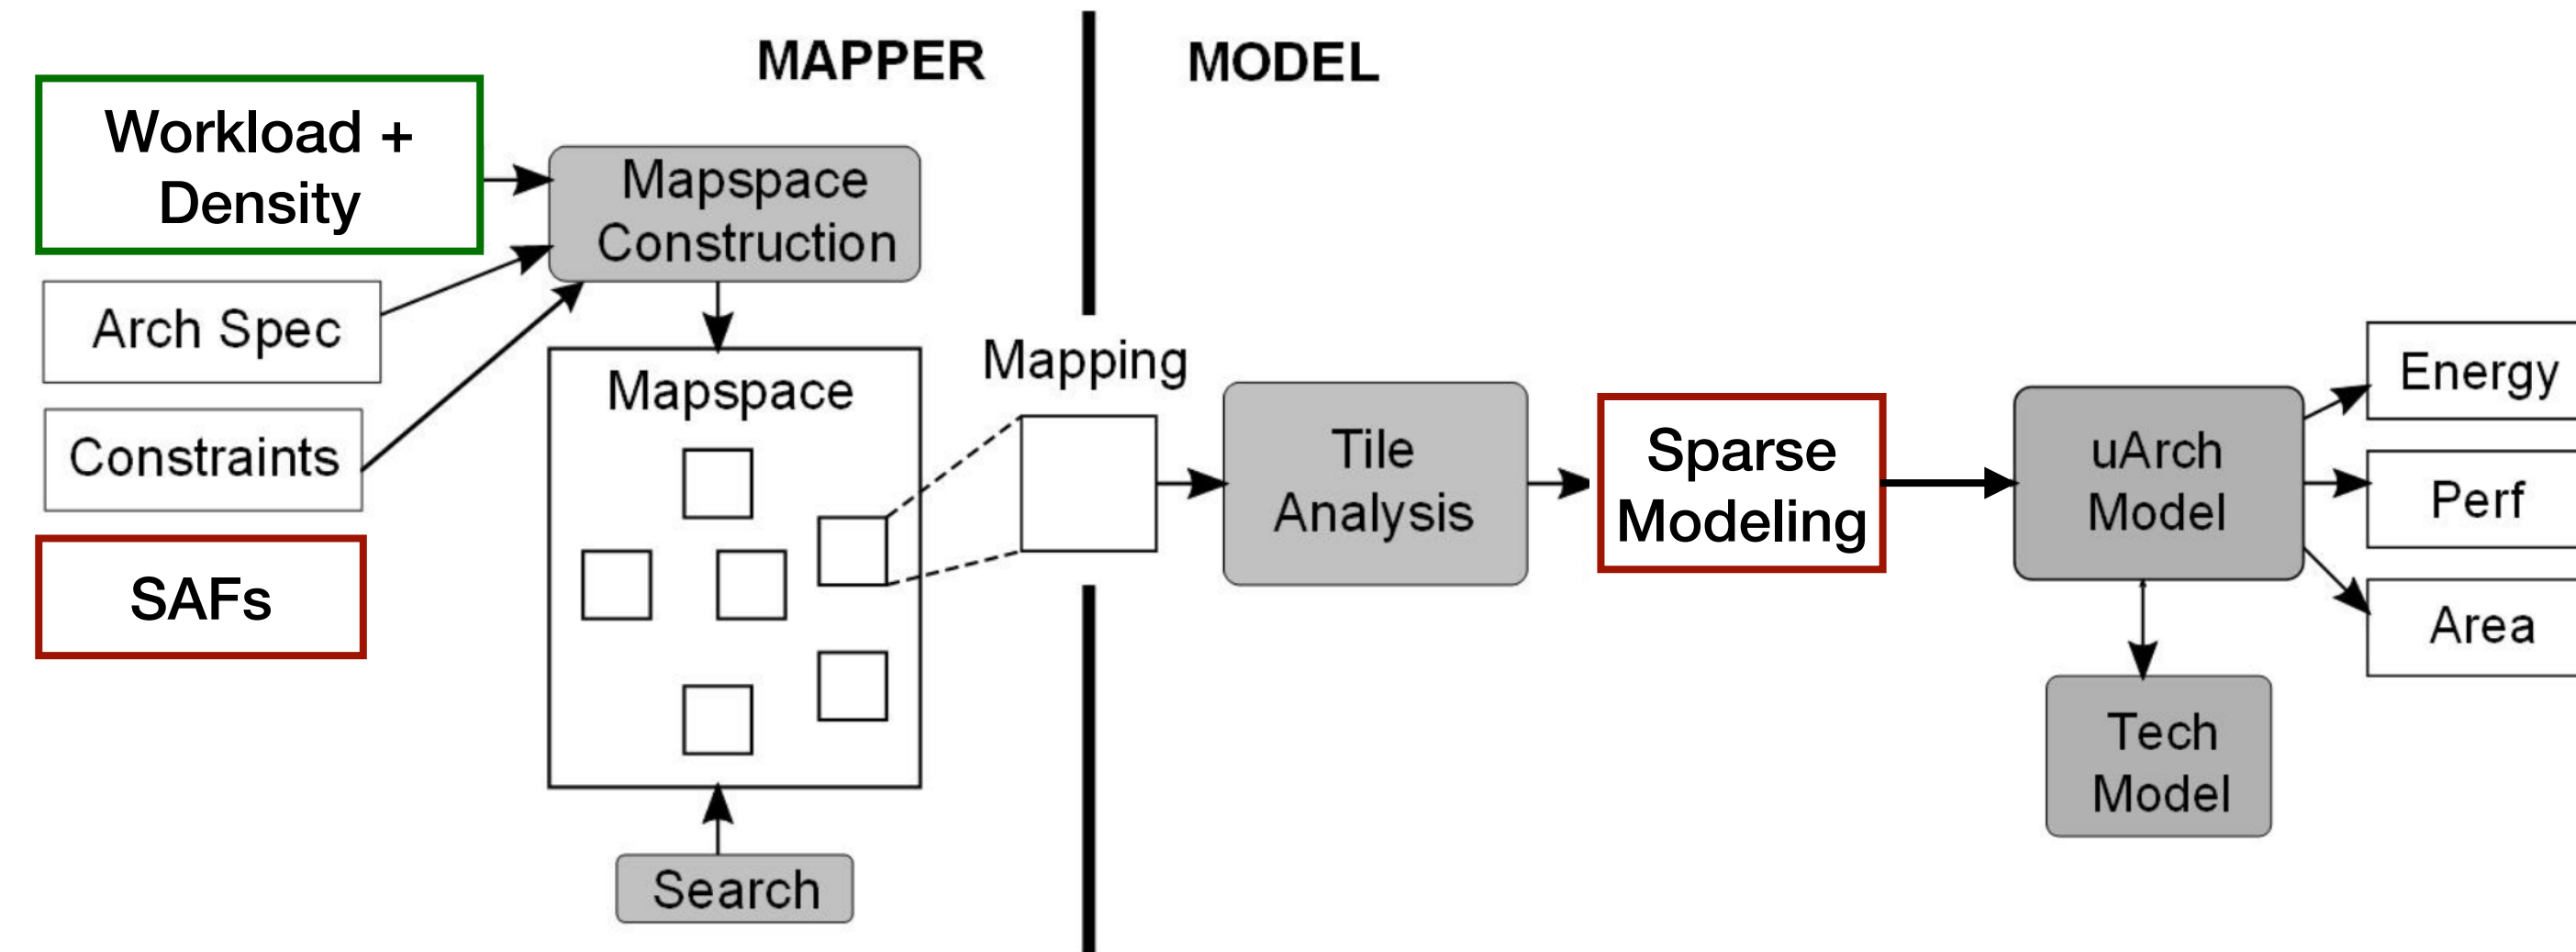 MAPPER
MODEL
Workload +
Density
Mapspace
Construction
Arch Spec
Constraints
SAFs
Mapspace
Search
Mapping
Tile
Analysis
Sparse
Modeling
uArch
Model
Tech
Model
Energy
Perf
Area